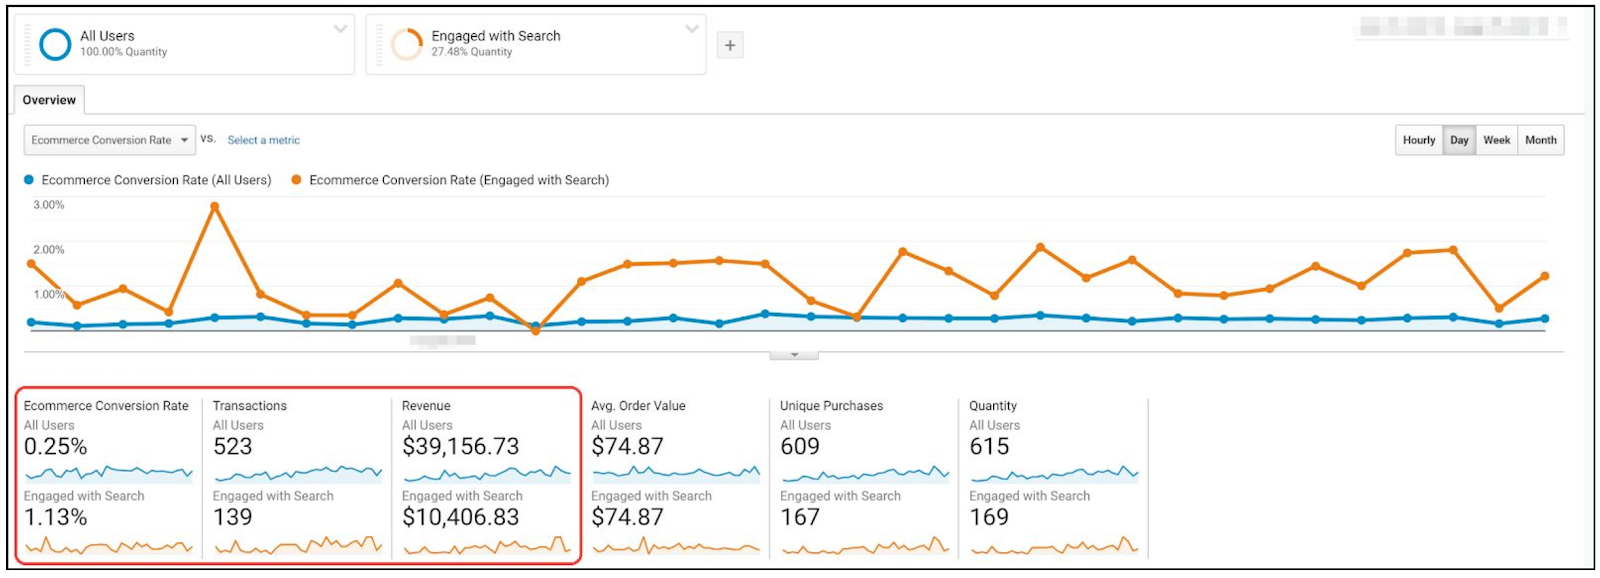 All Users
100.00% Quantity
Engaged with Search
27.48% Quantity
+
Overview
Ecommerce Conversion Rate VS. Select a metric
Hourly Day Week Month
Ecommerce Conversion Rate (All Users) Ecommerce Conversion Rate (Engaged with Search)
3.00%
2.00%
1.00%
Ecommerce Conversion Rate
All Users
0.25%
Engaged with Search
1.13%
Transactions
All Users
523
Engaged with Search
139
Revenue
All Users
$39,156.73
Engaged with Search
$10,406.83
Avg. Order Value
All Users
$74.87
Engaged with Search
$74.87
Unique Purchases
All Users
609
Engaged with Search
167
Quantity
All Users
615
Engaged with Search
169